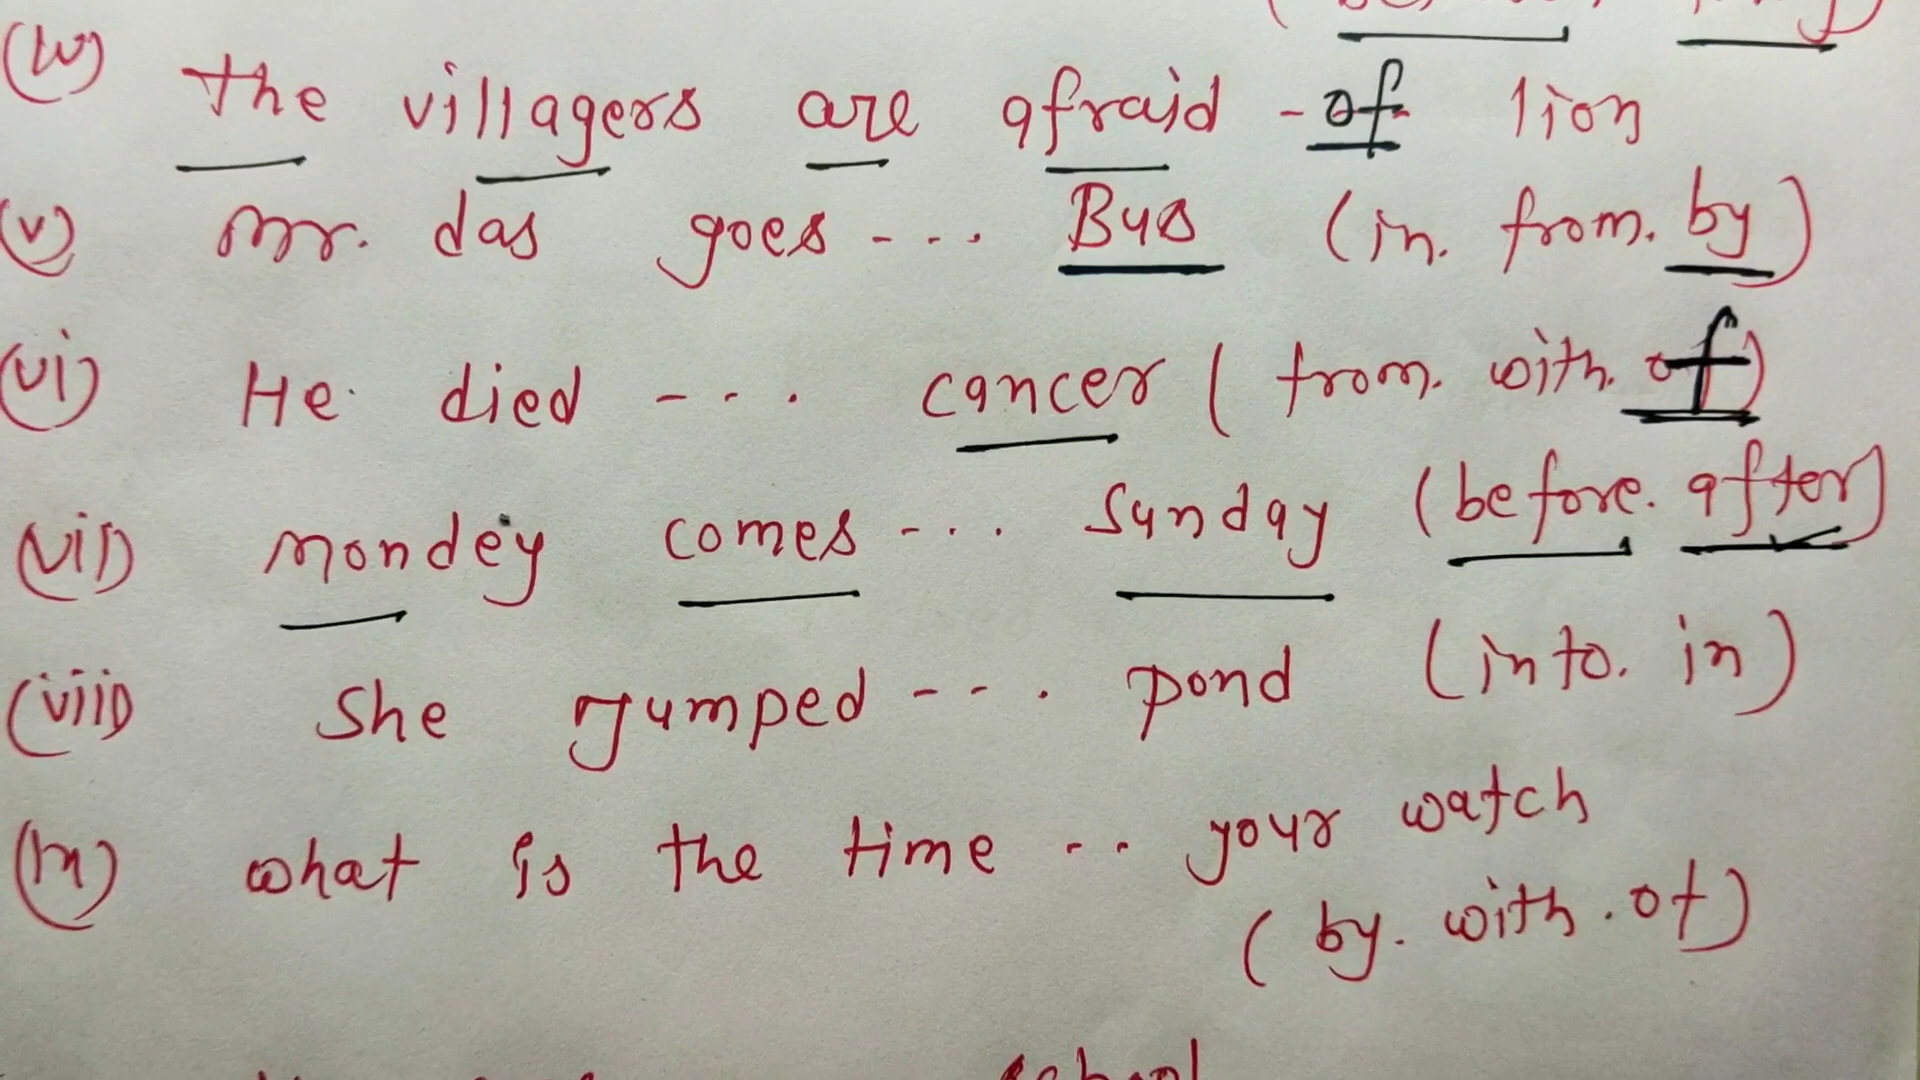 (iv) the villagers are afraid - of - lion
(v) mr. das goes - - . . Bus (in. from. by)
(vi) He died - - . . cancer ( from. with. of)
(vii) mondey comes - . . . Sunday (before. after)
(viii) She Jumped - - - . pond (into. in)
(ix) what is the time - . . your watch
( by. with . of)
school